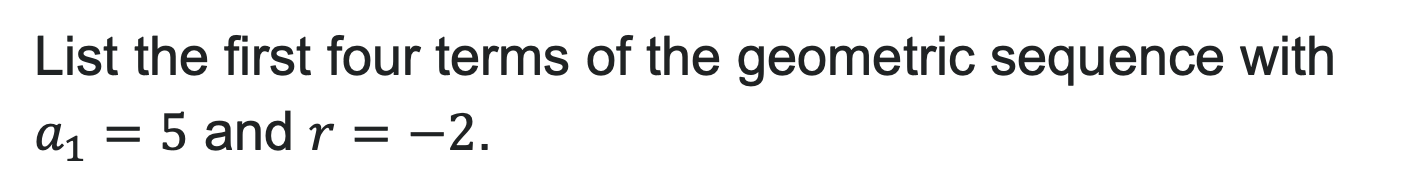 List the first four terms of the geometric sequence with
a₁ = 5 and r = −2.